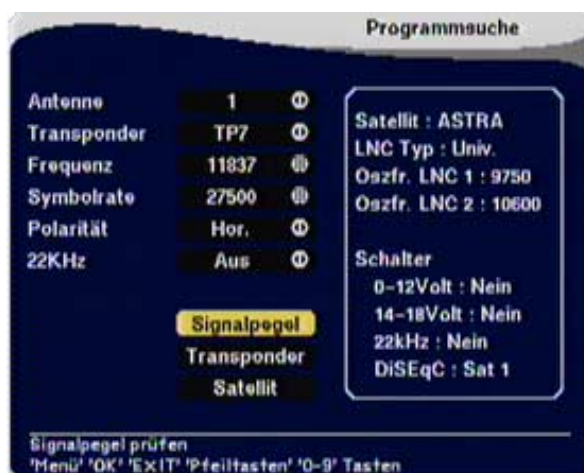 Programmsuche
Antenne 1
Transponder TP7
Frequenz 11837
Symbolrate 27500
Polarität Hor.
22KHz Aus
Signalpegel
Transponder
Satellit
Satellit : ASTRA
LNC Typ : Univ.
Oszfr. LNC 1 : 9750
Oszfr. LNC 2 : 10600
Schalter
0-12Volt : Nein
14-18Volt : Nein
22kHz : Nein
DiSEqC : Sat 1
Signalpegel prüfen
'Menü' 'OK' 'ExIT' 'Pfeiltasten' '0-9' Tasten